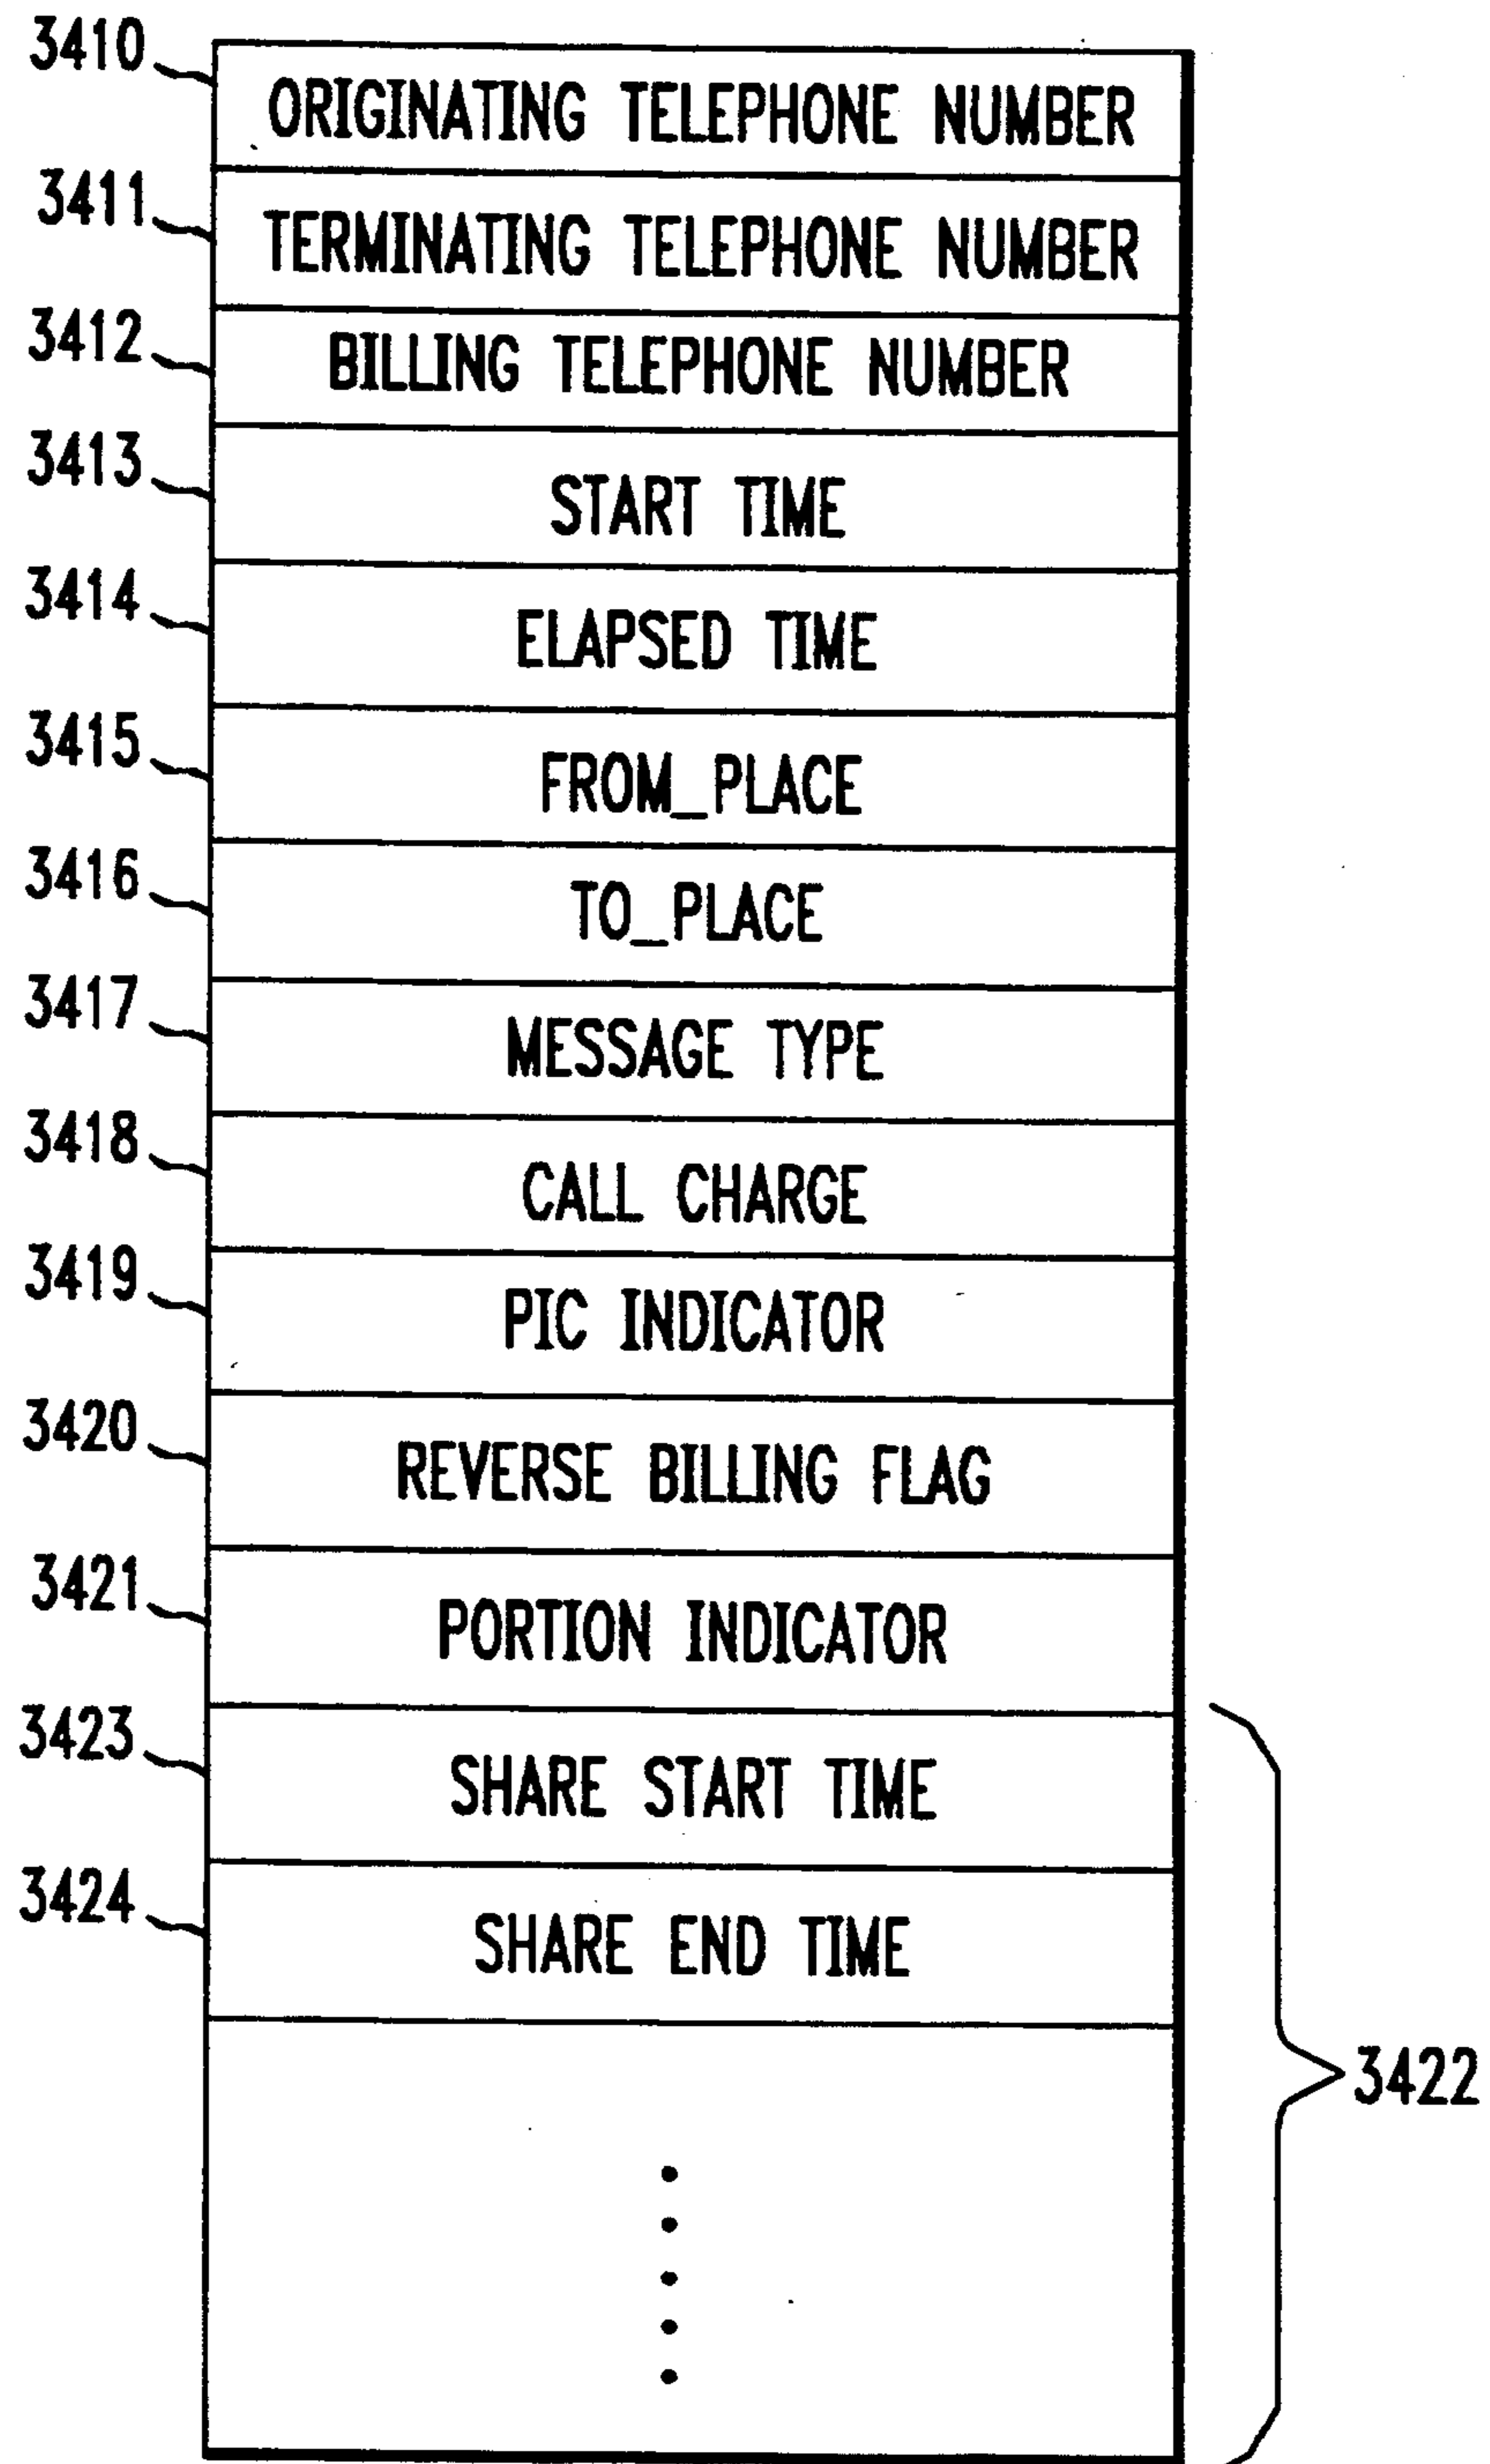 3410 ORIGINATING TELEPHONE NUMBER
3411 TERMINATING TELEPHONE NUMBER
3412 BILLING TELEPHONE NUMBER
3413 START TIME
3414 ELAPSED TIME
3415 FROM_PLACE
3416 TO_PLACE
3417 MESSAGE TYPE
3418 CALL CHARGE
3419 PIC INDICATOR
3420 REVERSE BILLING FLAG
3421 PORTION INDICATOR
3423 SHARE START TIME
3424 SHARE END TIME
3422